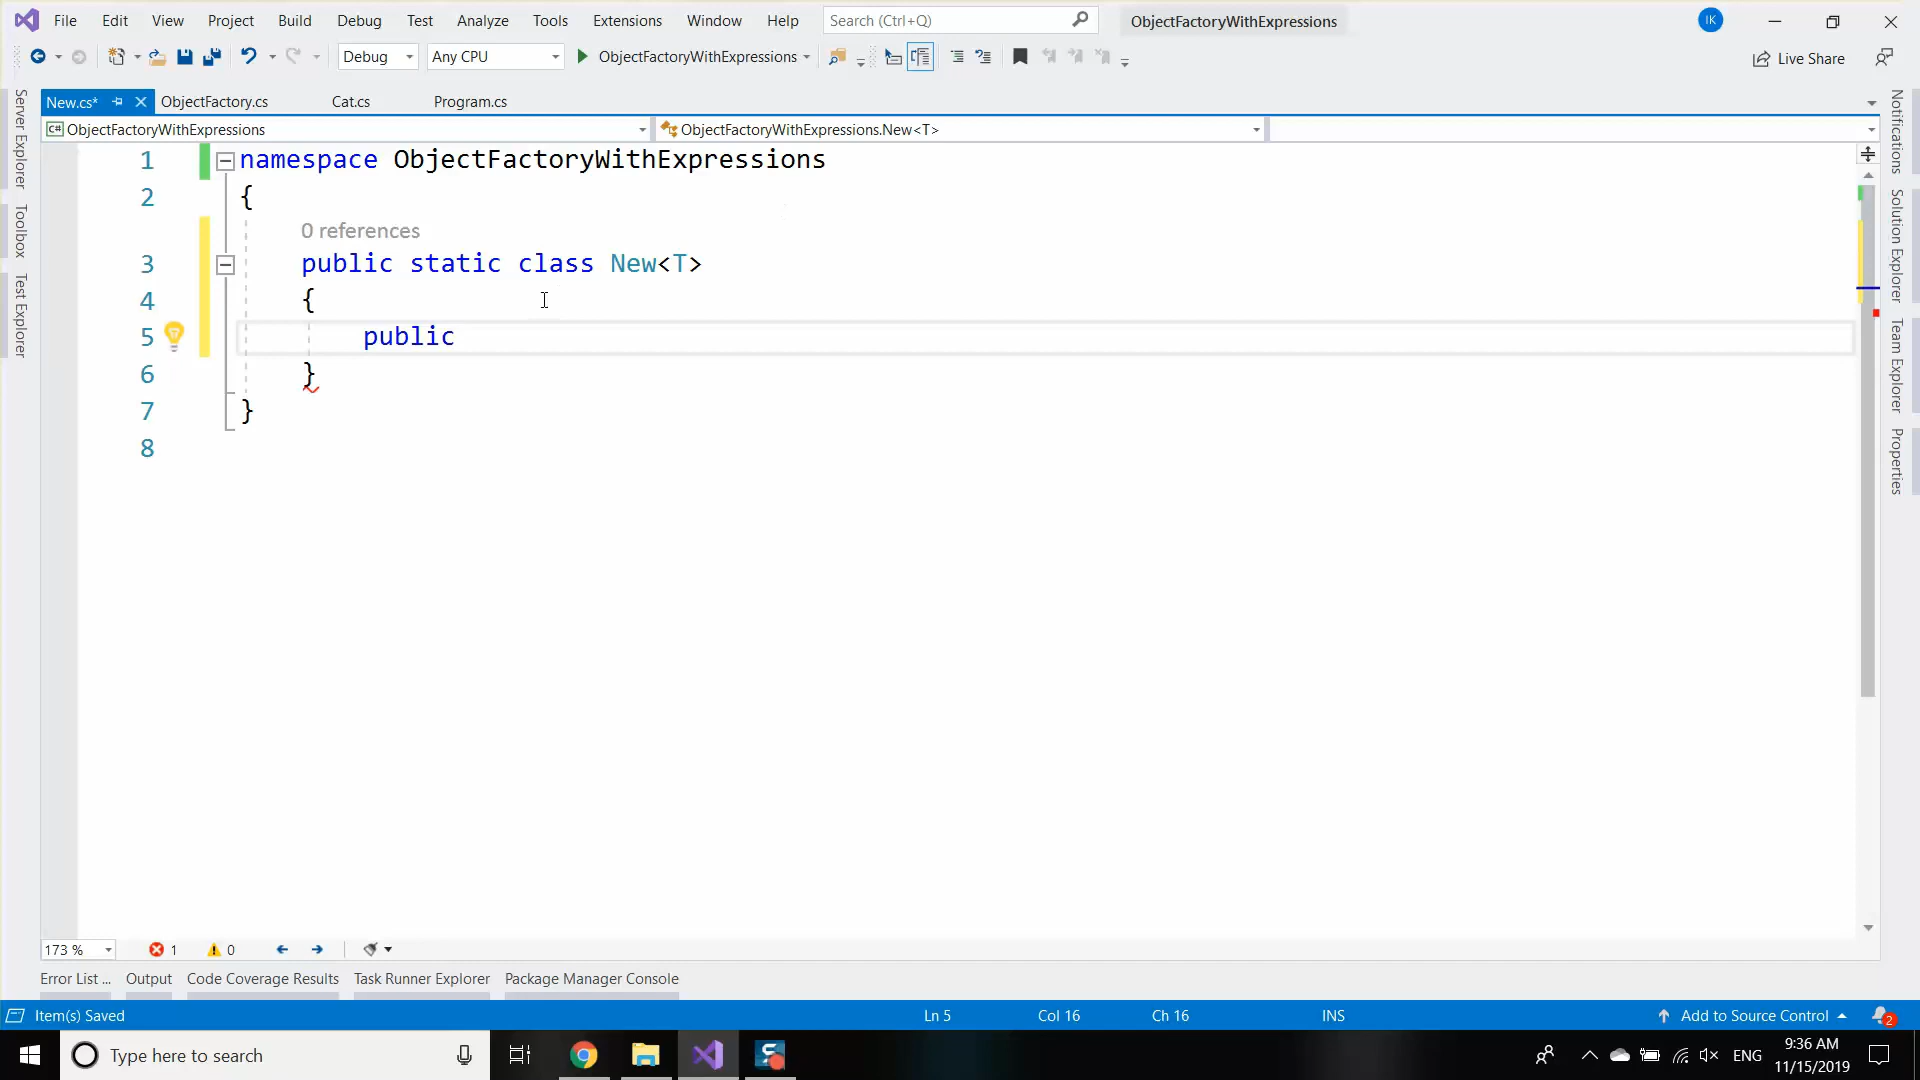 File Edit View Project Build Debug Test Analyze Tools Extensions Window Help Search (Ctrl+Q) ObjectFactoryWithExpressions IK
Debug Any CPU ObjectFactoryWithExpressions Live Share
New.cs* ObjectFactory.cs Cat.cs Program.cs
C# ObjectFactoryWithExpressions ObjectFactoryWithExpressions.New<T>
1 namespace ObjectFactoryWithExpressions
2 {
0 references
3 public static class New<T>
4 {
5 public
6 }
7 }
8
Server Explorer
Toolbox
Test Explorer
Notifications
Solution Explorer
Team Explorer
Properties
173 % 1 0
Error List ... Output Code Coverage Results Task Runner Explorer Package Manager Console
Item(s) Saved Ln 5 Col 16 Ch 16 INS Add to Source Control 2
Type here to search ENG 9:36 AM
11/15/2019